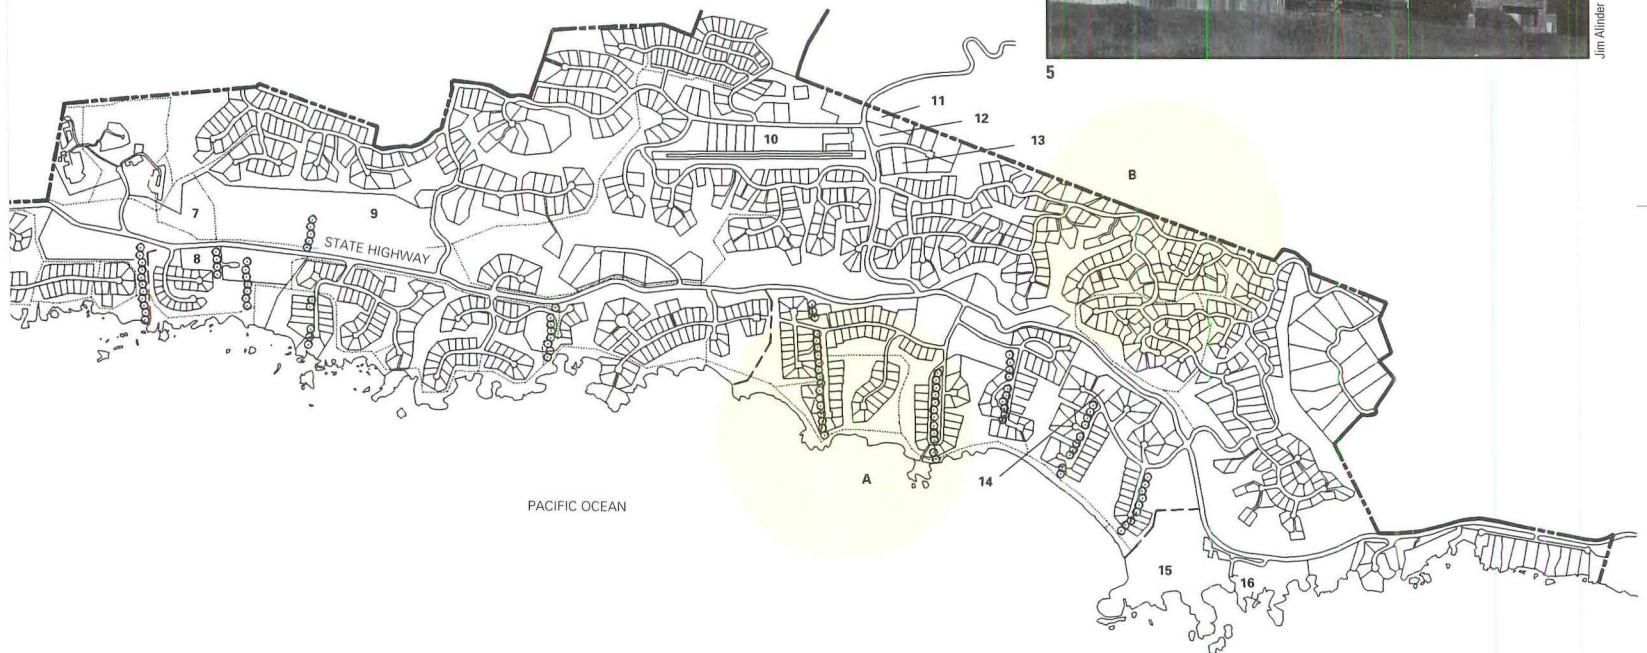 Jim Alinder
5
11
12
10
13
B
7
9
STATE HIGHWAY
8
A
14
PACIFIC OCEAN
15
16